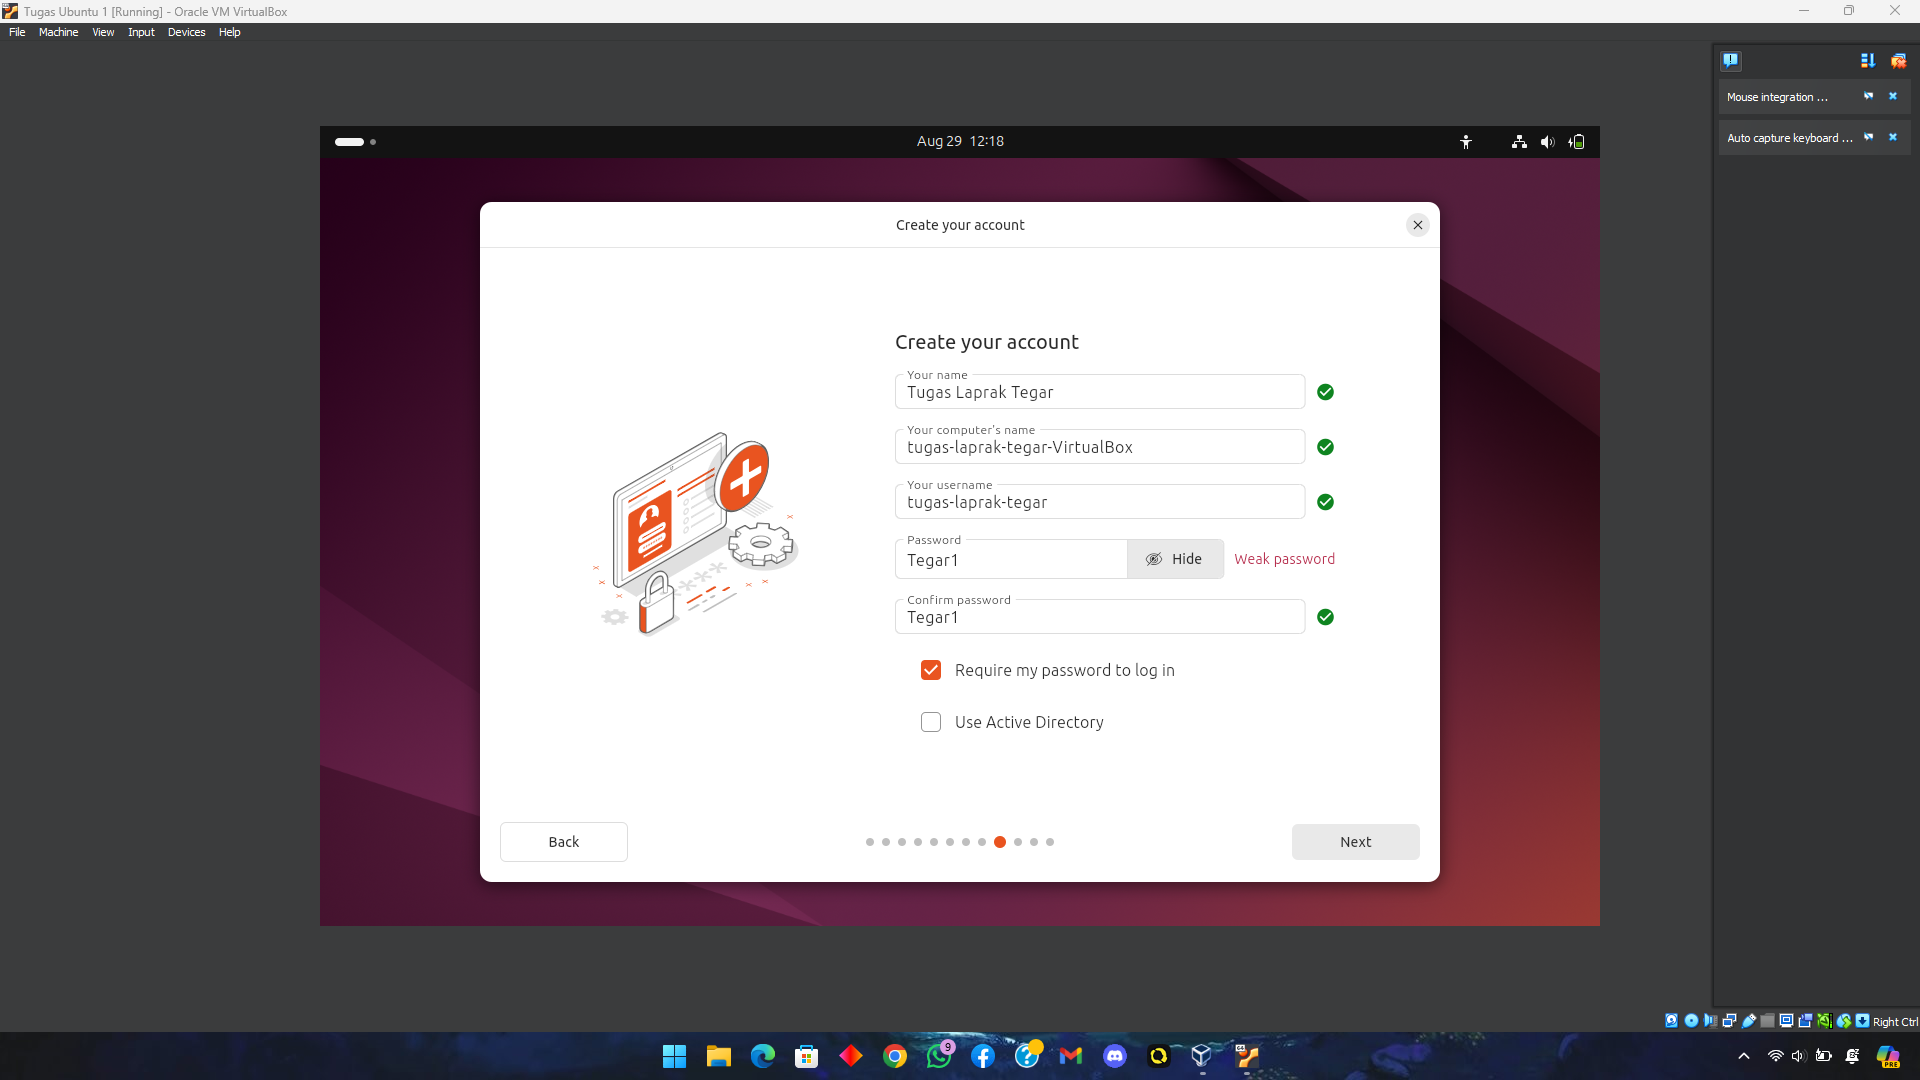 Tugas Ubuntu 1 [Running] - Oracle VM VirtualBox
File Machine View Input Devices Help
Mouse integration ...
Auto capture keyboard ...
Aug 29 12:18
Create your account
Create your account
Your name
Tugas Laprak Tegar
Your computer's name
tugas-laprak-tegar-VirtualBox
Your username
tugas-laprak-tegar
Password
Tegar1
Hide
Weak password
Confirm password
Tegar1
Require my password to log in
Use Active Directory
Back
Next
Right Ctrl
9
PRE